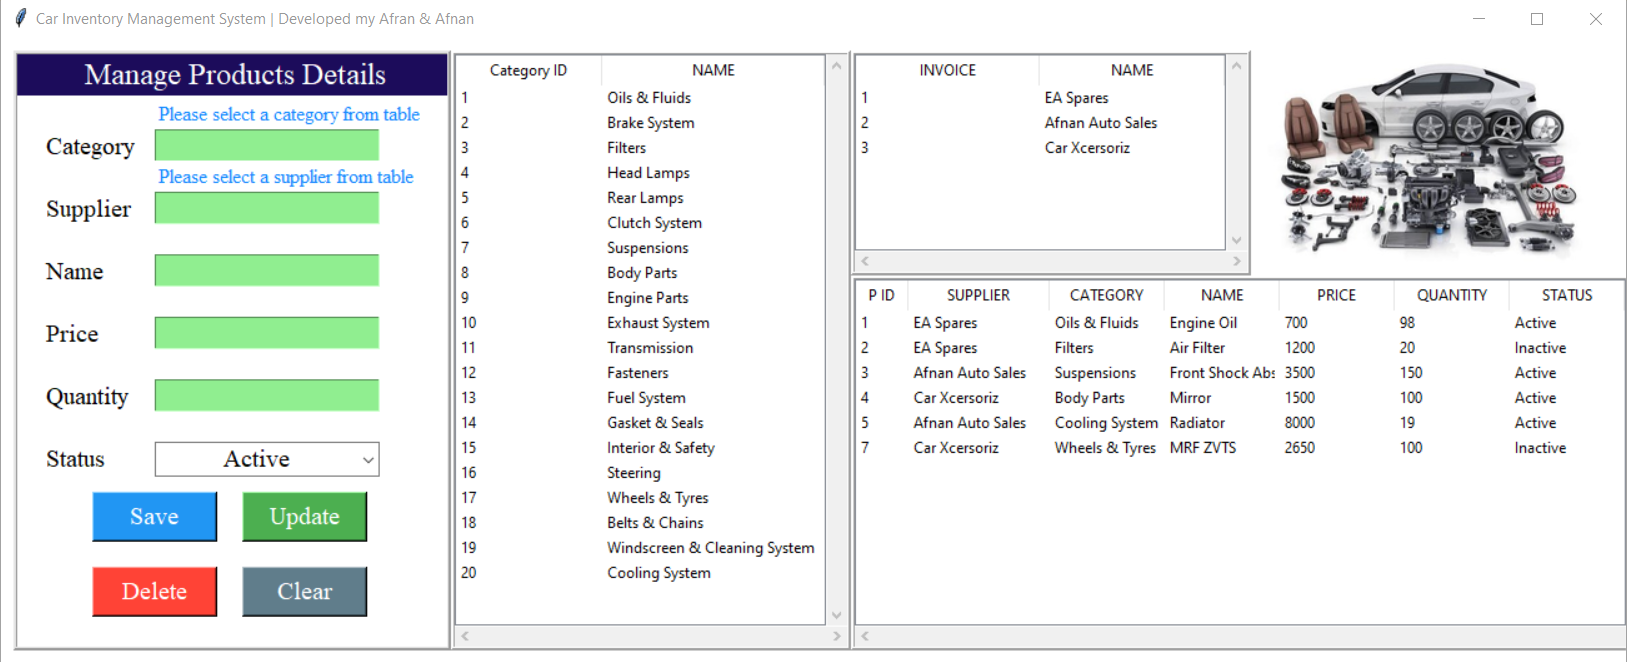 Car Inventory Management System | Developed my Afran & Afnan
Manage Products Details
Please select a category from table
Category
Please select a supplier from table
Supplier
Name
Price
Quantity
Status Active
Save Update
Delete Clear
Category ID NAME
1 Oils & Fluids
2 Brake System
3 Filters
4 Head Lamps
5 Rear Lamps
6 Clutch System
7 Suspensions
8 Body Parts
9 Engine Parts
10 Exhaust System
11 Transmission
12 Fasteners
13 Fuel System
14 Gasket & Seals
15 Interior & Safety
16 Steering
17 Wheels & Tyres
18 Belts & Chains
19 Windscreen & Cleaning System
20 Cooling System
INVOICE NAME
1 EA Spares
2 Afnan Auto Sales
3 Car Xcersoriz
P ID SUPPLIER CATEGORY NAME PRICE QUANTITY STATUS
1 EA Spares Oils & Fluids Engine Oil 700 98 Active
2 EA Spares Filters Air Filter 1200 20 Inactive
3 Afnan Auto Sales Suspensions Front Shock Abs 3500 150 Active
4 Car Xcersoriz Body Parts Mirror 1500 100 Active
5 Afnan Auto Sales Cooling System Radiator 8000 19 Active
7 Car Xcersoriz Wheels & Tyres MRF ZVTS 2650 100 Inactive